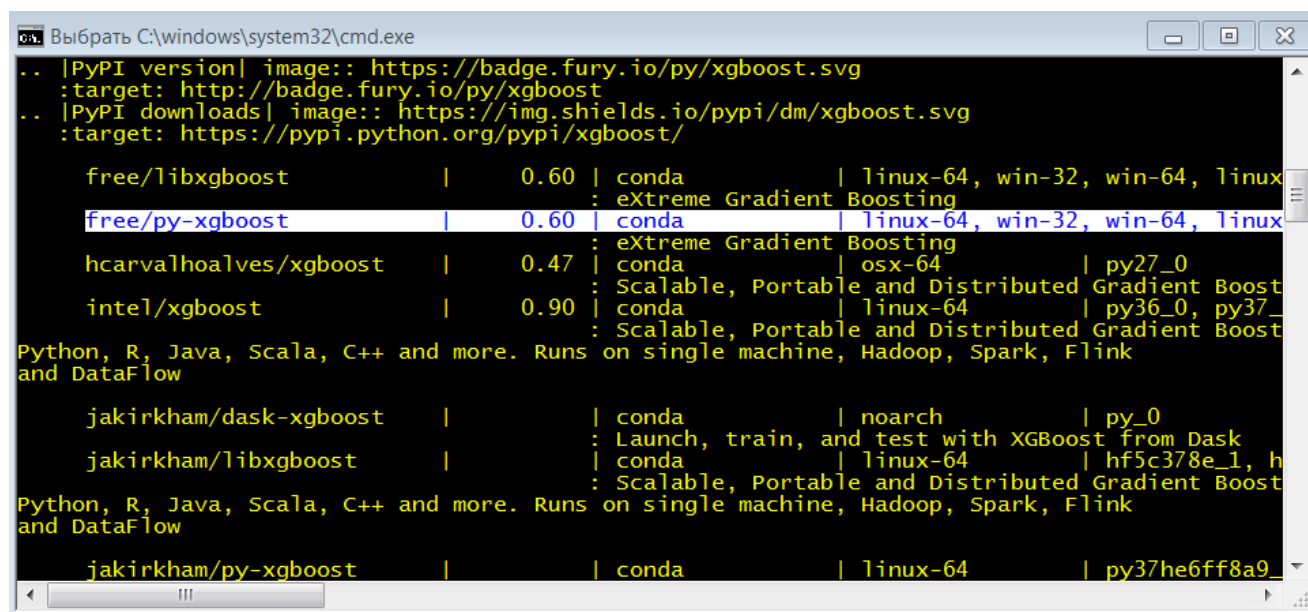 Выбрать C:\windows\system32\cmd.exe
.. |PyPI version| image:: https://badge.fury.io/py/xgboost.svg
   :target: http://badge.fury.io/py/xgboost
.. |PyPI downloads| image:: https://img.shields.io/pypi/dm/xgboost.svg
   :target: https://pypi.python.org/pypi/xgboost/
     free/libxgboost           |      0.60 | conda           | linux-64, win-32, win-64, linux
                                           : eXtreme Gradient Boosting
     free/py-xgboost           |      0.60 | conda           | linux-64, win-32, win-64, linux
                                           : eXtreme Gradient Boosting
     hcarvalhoalves/xgboost    |      0.47 | conda           | osx-64          | py27_0
                                           : Scalable, Portable and Distributed Gradient Boost
     intel/xgboost             |      0.90 | conda           | linux-64        | py36_0, py37_
                                           : Scalable, Portable and Distributed Gradient Boost
Python, R, Java, Scala, C++ and more. Runs on single machine, Hadoop, Spark, Flink
and DataFlow
     jakirkham/dask-xgboost    |           | conda           | noarch          | py_0
                                           : Launch, train, and test with XGBoost from Dask
     jakirkham/libxgboost      |           | conda           | linux-64        | hf5c378e_1, h
                                           : Scalable, Portable and Distributed Gradient Boost
Python, R, Java, Scala, C++ and more. Runs on single machine, Hadoop, Spark, Flink
and DataFlow
     jakirkham/py-xgboost      |           | conda           | linux-64        | py37he6ff8a9_